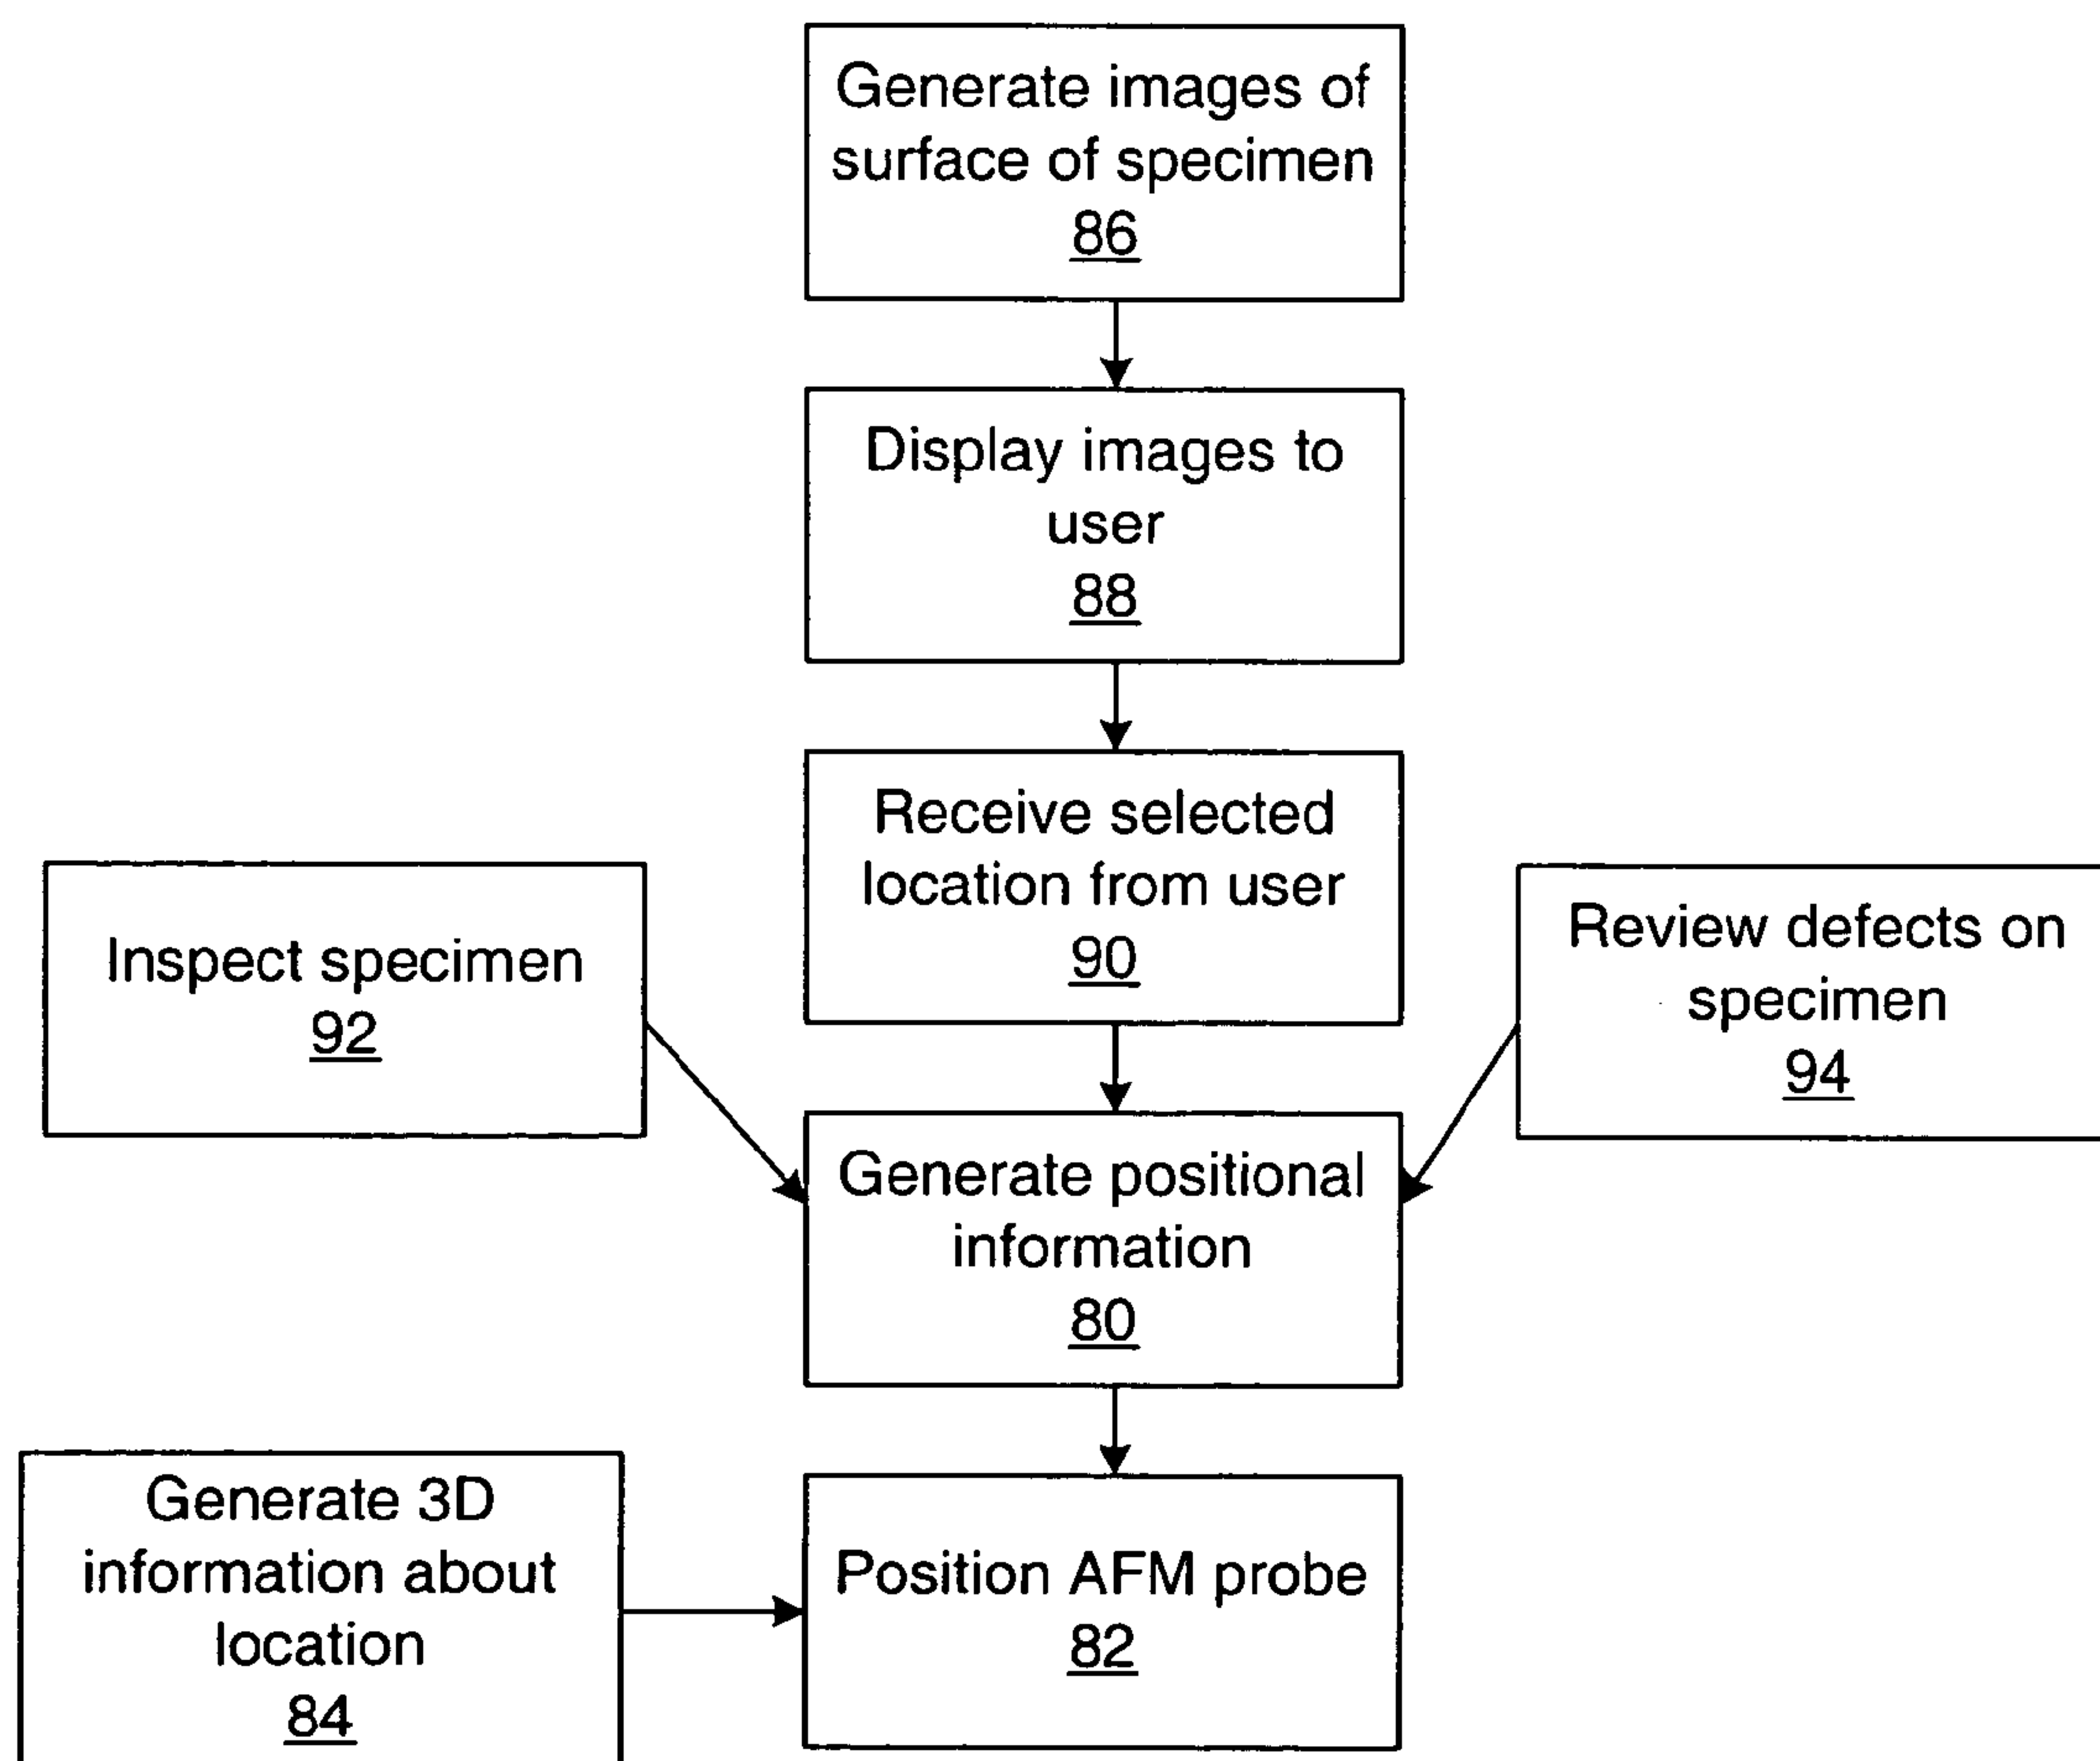 Generate images of
surface of specimen
86
Display images to
user
88
Receive selected
location from user
90
Inspect specimen
92
Review defects on
specimen
94
Generate positional
information
80
Generate 3D
information about
location
84
Position AFM probe
82